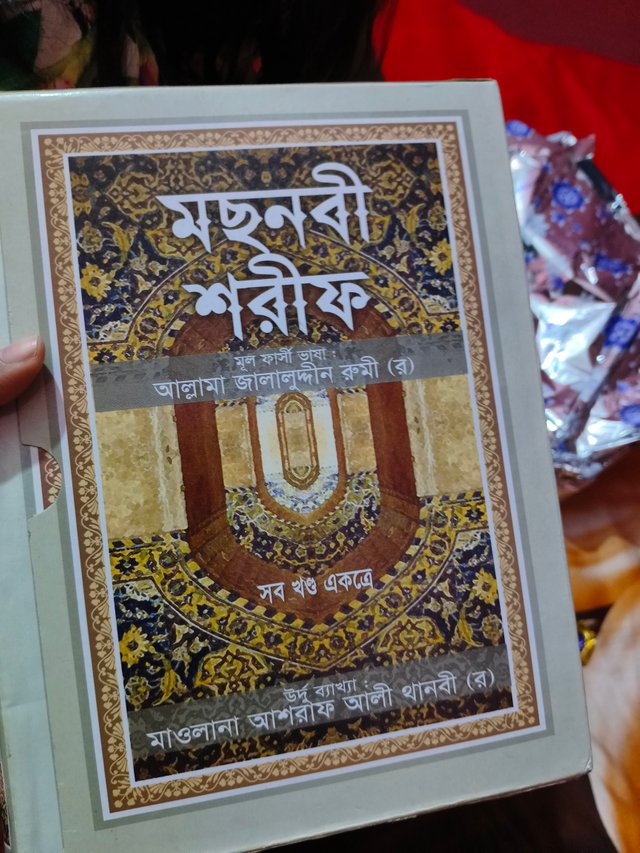 মছনবী
শরীফ
মূল ফার্সী ভাষা :
আল্লামা জালালুদ্দীন রুমী (র)
সব খণ্ড একত্রে
উর্দু ব্যাখ্যা :
মাওলানা আশরাফ আলী থানবী (র)